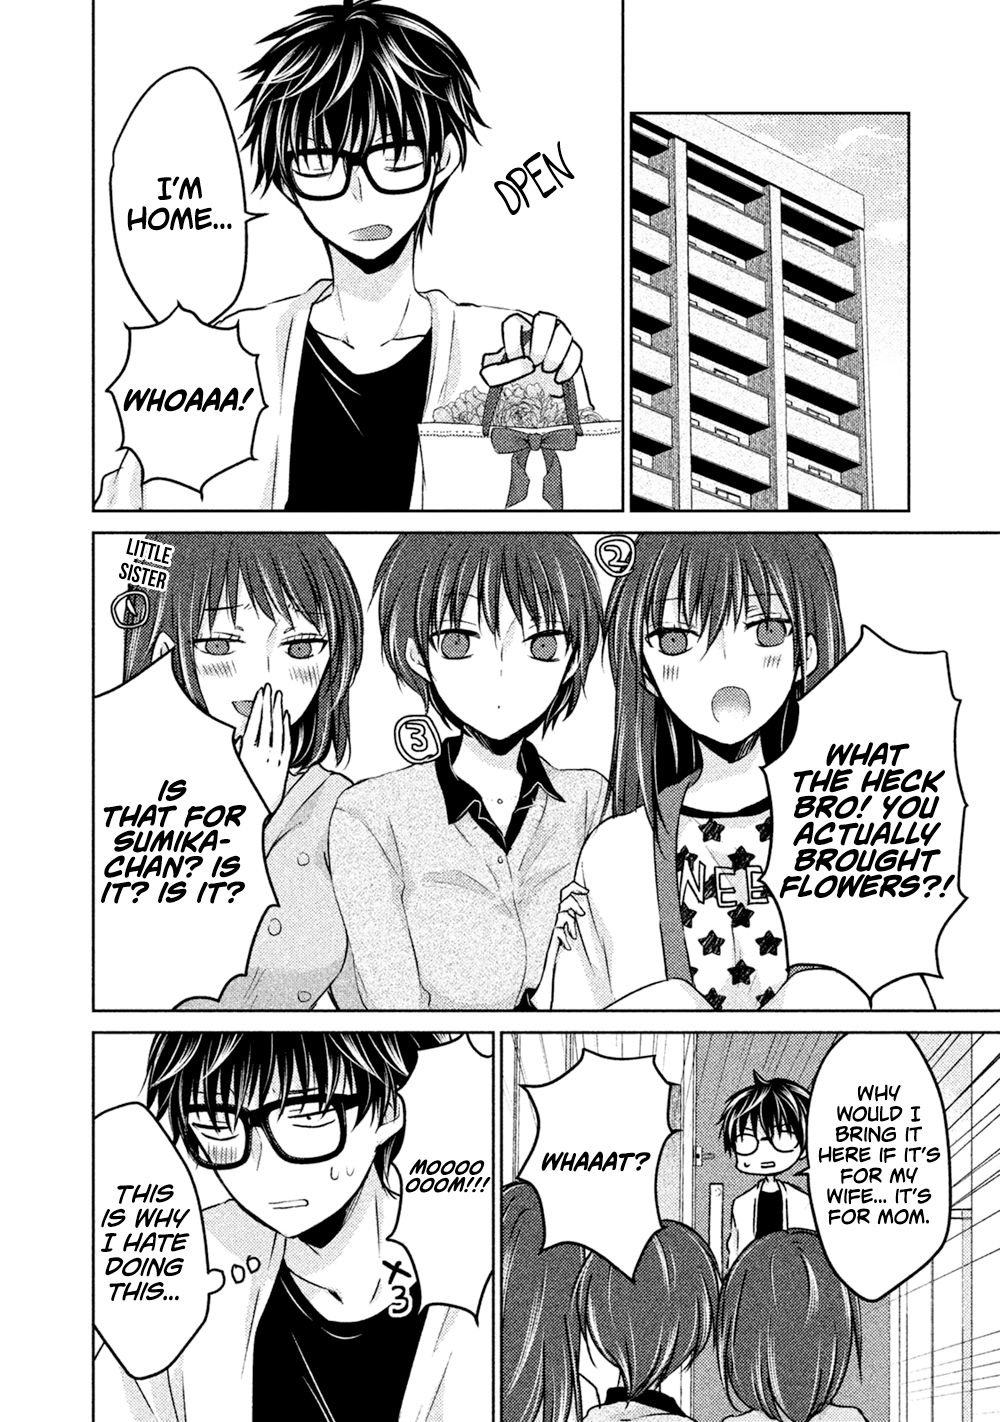 OPEN
I'M
HOME...
WHOAAA!
WHAT
THE HECK
BRO! YOU
ACTUALLY
BROUGHT
FLOWERS?!
2
NEE
3
LITTLE
SISTER
1
IS
THAT FOR
SUMIKA-
CHAN? IS
IT? IS IT?
WHY
WOULD I
BRING IT
HERE IF IT'S
FOR MY
WIFE... IT'S
FOR MOM.
WHAAAT?
MOOOO
OOOM!!!
×
3
THIS
IS WHY
I HATE
DOING
THIS...